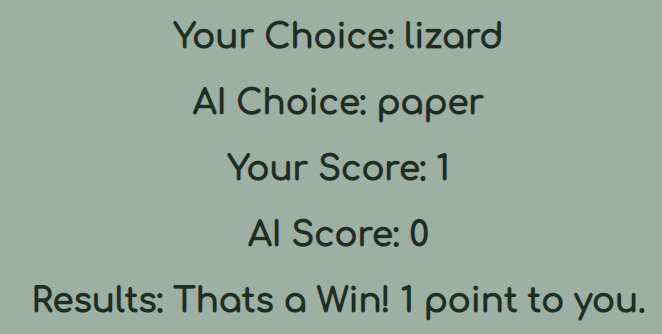 Your Choice: lizard
AI Choice: paper
Your Score: 1
AI Score: 0
Results: Thats a Win! 1 point to you.